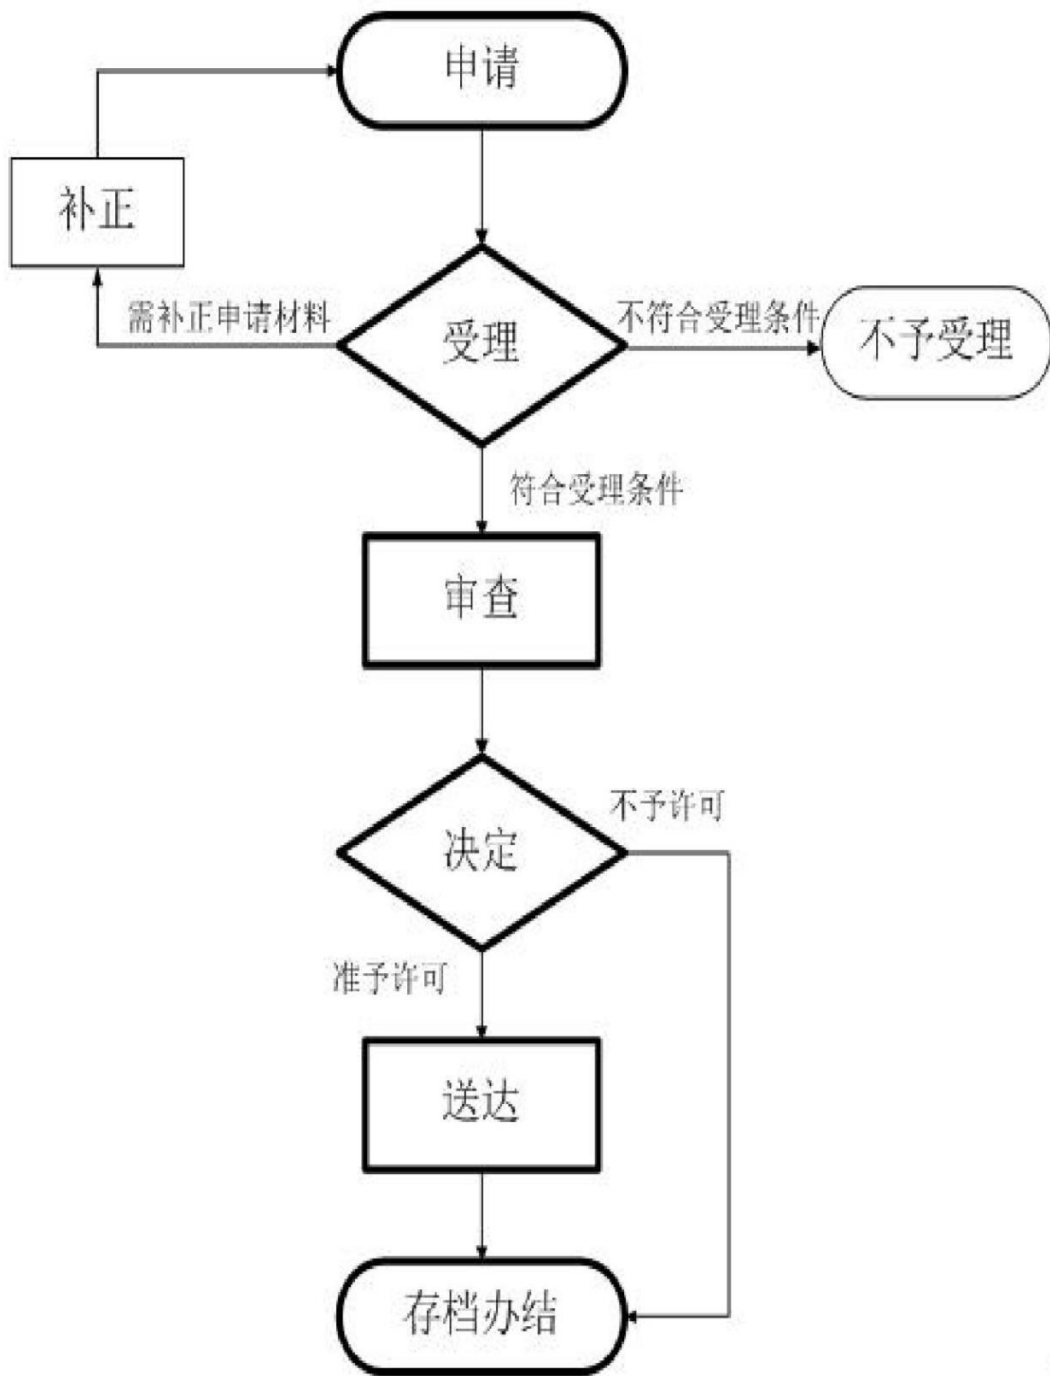 申请
补正
需补正申请材料
受理
不符合受理条件
不予受理
符合受理条件
审查
不予许可
决定
准予许可
送达
存档办结